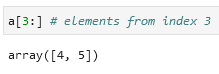 a[3:] # elements from index 3
array([4, 5])